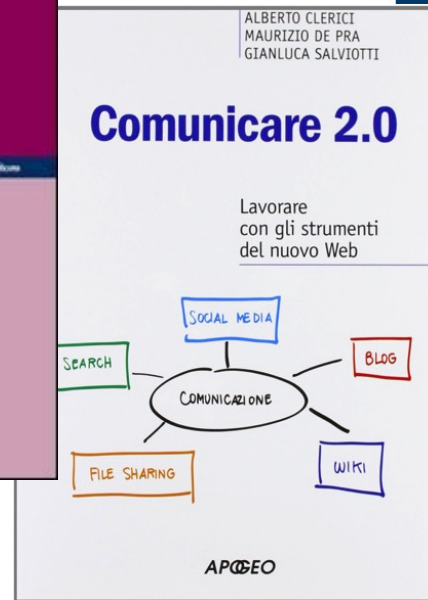 ALBERTO CLERICI
MAURIZIO DE PRA
GIANLUCA SALVIOTTI
Comunicare 2.0
Lavorare
con gli strumenti
del nuovo Web
SOCIAL MEDIA
SEARCH
BLOG
COMUNICAZIONE
FILE SHARING
WIKI
APOGEO